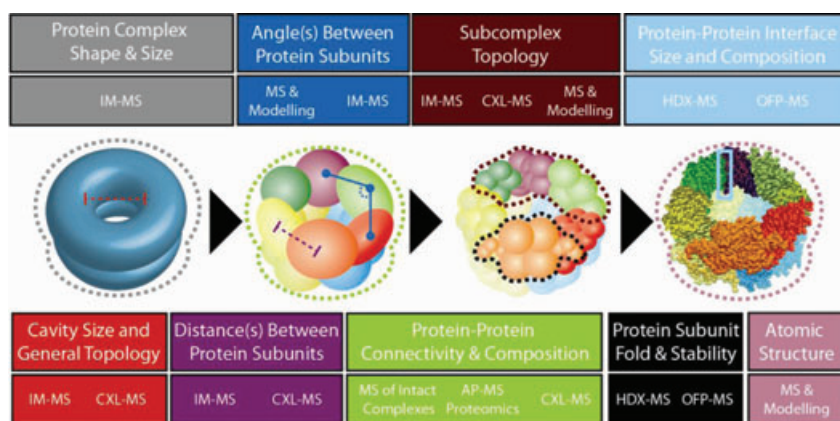 Protein Complex
Shape & Size
IM-MS
Angle(s) Between
Protein Subunits
MS &
Modelling
IM-MS
Subcomplex
Topology
IM-MS
CXL-MS
MS &
Modelling
Protein-Protein Interface
Size and Composition
HDX-MS
OFP-MS
Cavity Size and
General Topology
IM-MS
CXL-MS
Distance(s) Between
Protein Subunits
IM-MS
CXL-MS
Protein-Protein
Connectivity & Composition
MS of Intact
Complexes
AP-MS
Proteomics
CXL-MS
Protein Subunit
Fold & Stability
HDX-MS
OFP-MS
Atomic
Structure
MS &
Modelling